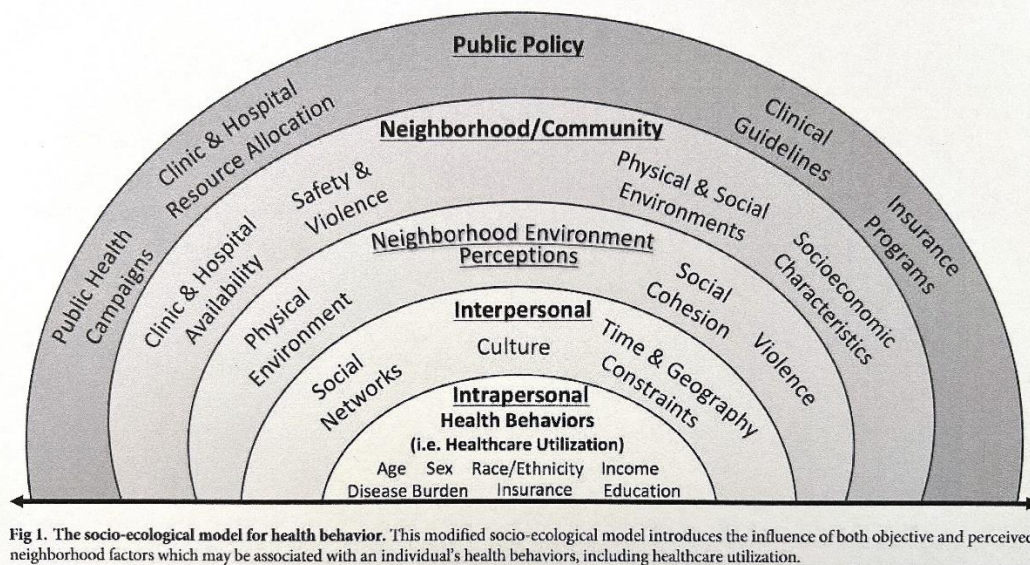 Public Policy
Clinic & Hospital
Resource Allocation
Public Health
Campaigns
Clinical
Guidelines
Insurance
Programs
Neighborhood/Community
Safety &
Violence
Clinic & Hospital
Availability
Physical & Social
Environments
Socioeconomic
Characteristics
Neighborhood Environment
Perceptions
Physical
Environment
Social
Cohesion
Violence
Interpersonal
Culture
Social
Networks
Time & Geography
Constraints
Intrapersonal
Health Behaviors
(i.e. Healthcare Utilization)
Age Sex Race/Ethnicity Income
Disease Burden Insurance Education
Fig 1. The socio-ecological model for health behavior. This modified socio-ecological model introduces the influence of both objective and perceived
neighborhood factors which may be associated with an individual's health behaviors, including healthcare utilization.